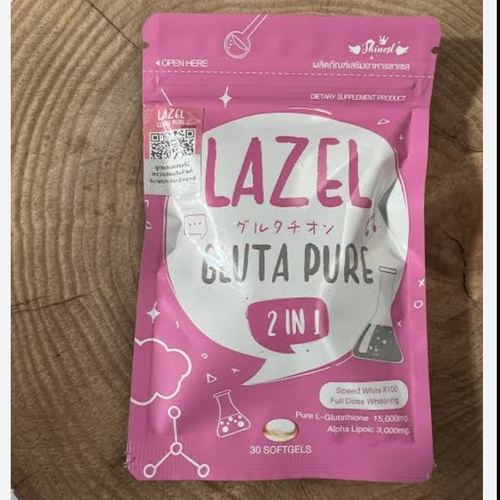 OPEN HERE
Shinest
ผลิตภัณฑ์เสริมอาหารลาเซล
DIETARY SUPPLEMENT PRODUCT
LAZEL
GLUTA PURE
LAZEL
グルタチオン
GLUTA PURE
2 IN 1
Speed White X100
Full Dose Whitening
Pure L-Glutathione 15,000mg.
Alpha Lipoic 3,000mg.
30 SOFTGELS